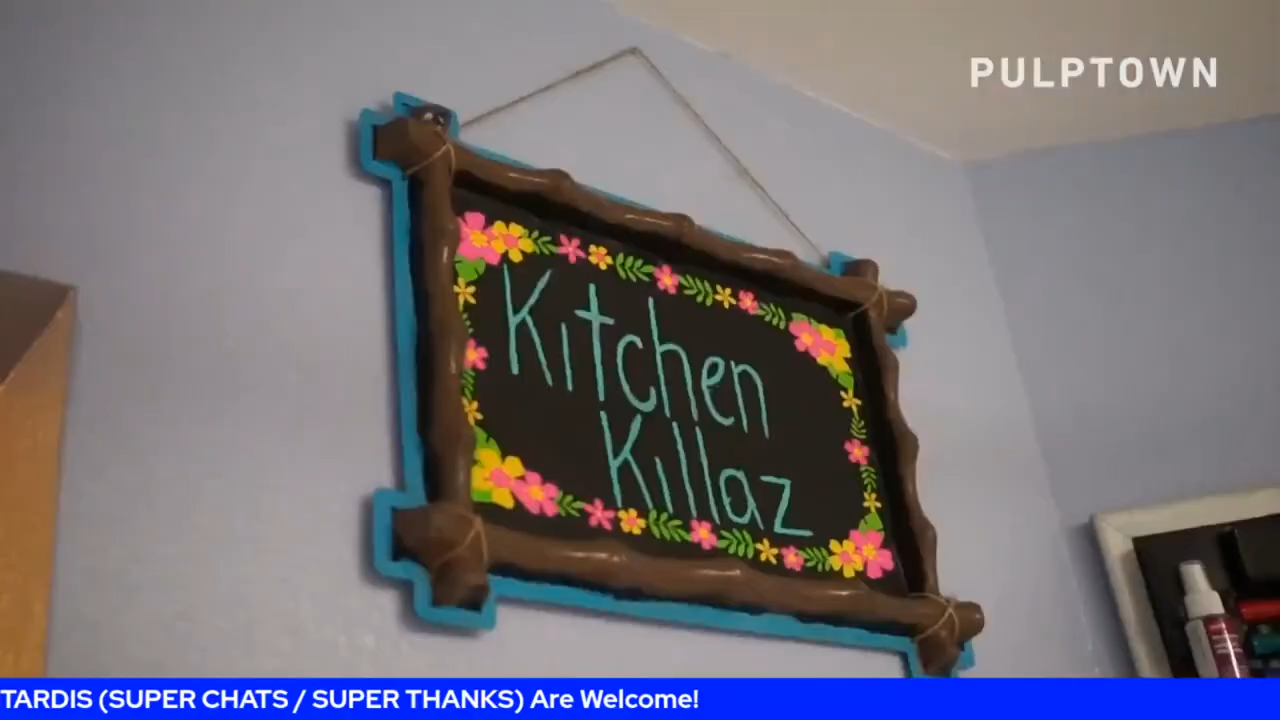 PULPTOWN
Kitchen
Killaz
TARDIS (SUPER CHATS / SUPER THANKS) Are Welcome!